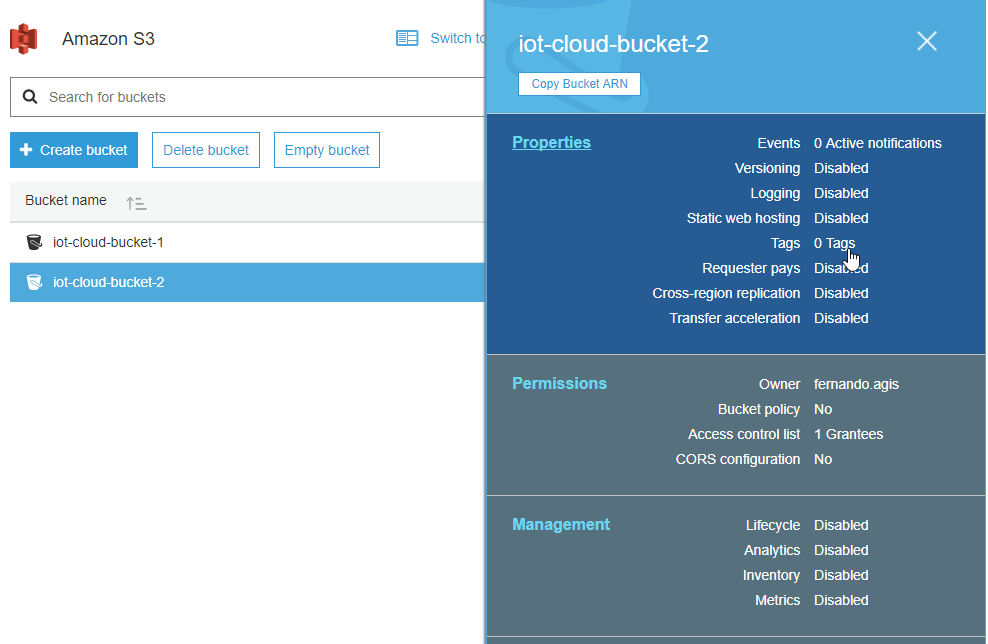 Amazon S3
Switch to
Search for buckets
Create bucket
Delete bucket
Empty bucket
Bucket name
iot-cloud-bucket-1
iot-cloud-bucket-2
iot-cloud-bucket-2
Copy Bucket ARN
Properties
Events 0 Active notifications
Versioning Disabled
Logging Disabled
Static web hosting Disabled
Tags 0 Tags
Requester pays Disabled
Cross-region replication Disabled
Transfer acceleration Disabled
Permissions
Owner fernando.agis
Bucket policy No
Access control list 1 Grantees
CORS configuration No
Management
Lifecycle Disabled
Analytics Disabled
Inventory Disabled
Metrics Disabled